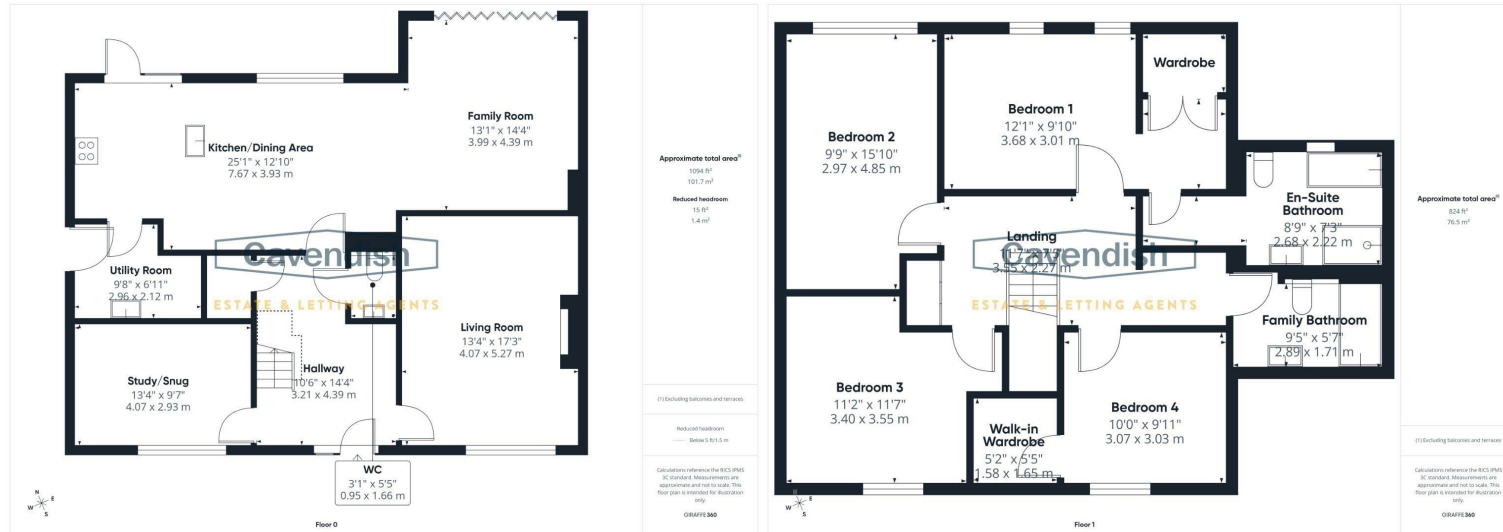 Family Room
13'1" x 14'4"
3.99 x 4.39 m
Kitchen/Dining Area
25'1" x 12'10"
7.67 x 3.93 m
Cavendish
ESTATE & LETTING AGENTS
Utility Room
9'8" x 6'11"
2.96 x 2.12 m
Living Room
13'4" x 17'3"
4.07 x 5.27 m
Hallway
10'6" x 14'4"
3.21 x 4.39 m
Study/Snug
13'4" x 9'7"
4.07 x 2.93 m
WC
3'1" x 5'5"
0.95 x 1.66 m
N
E
W
S
Floor 0
Approximate total area⁽¹⁾
1094 ft²
101.7 m²
Reduced headroom
15 ft²
1.4 m²
(1) Excluding balconies and terraces
Reduced headroom
Below 5 ft/1.5 m
Calculations reference the RICS IPMS
3C standard. Measurements are
approximate and not to scale. This
floor plan is intended for illustration
only.
GIRAFFE360
Wardrobe
Bedroom 1
12'1" x 9'10"
3.68 x 3.01 m
Bedroom 2
9'9" x 15'10"
2.97 x 4.85 m
En-Suite
Bathroom
8'9" x 7'3"
2.68 x 2.22 m
Landing
3.55 x 2.27 m
Cavendish
ESTATE & LETTING AGENTS
Family Bathroom
9'5" x 5'7"
2.89 x 1.71 m
Bedroom 3
11'2" x 11'7"
3.40 x 3.55 m
Bedroom 4
10'0" x 9'11"
3.07 x 3.03 m
Walk-in
Wardrobe
5'2" x 5'5"
1.58 x 1.65 m
E
W
S
Floor 1
Approximate total area⁽¹⁾
824 ft²
76.5 m²
(1) Excluding balconies and terraces
Calculations reference the RICS IPMS
3C standard. Measurements are
approximate and not to scale. This
floor plan is intended for illustration
only.
GIRAFFE360